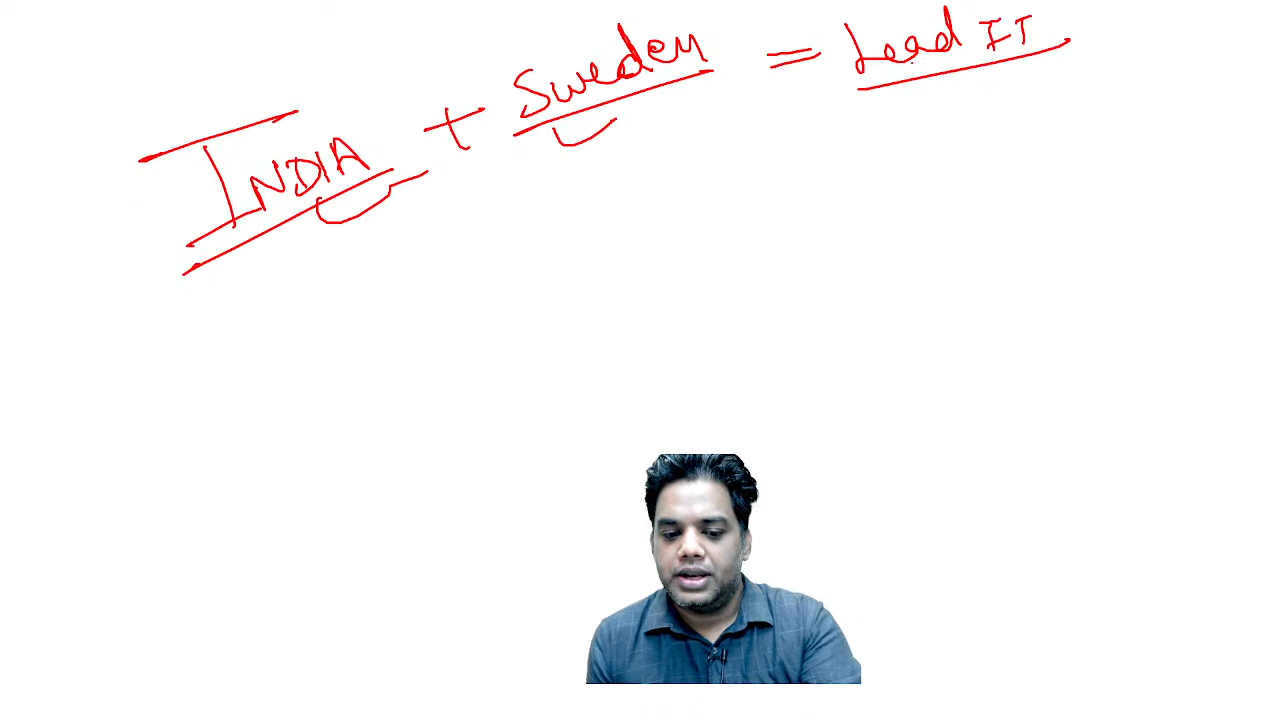 INDIA + Sweden = Lead IT